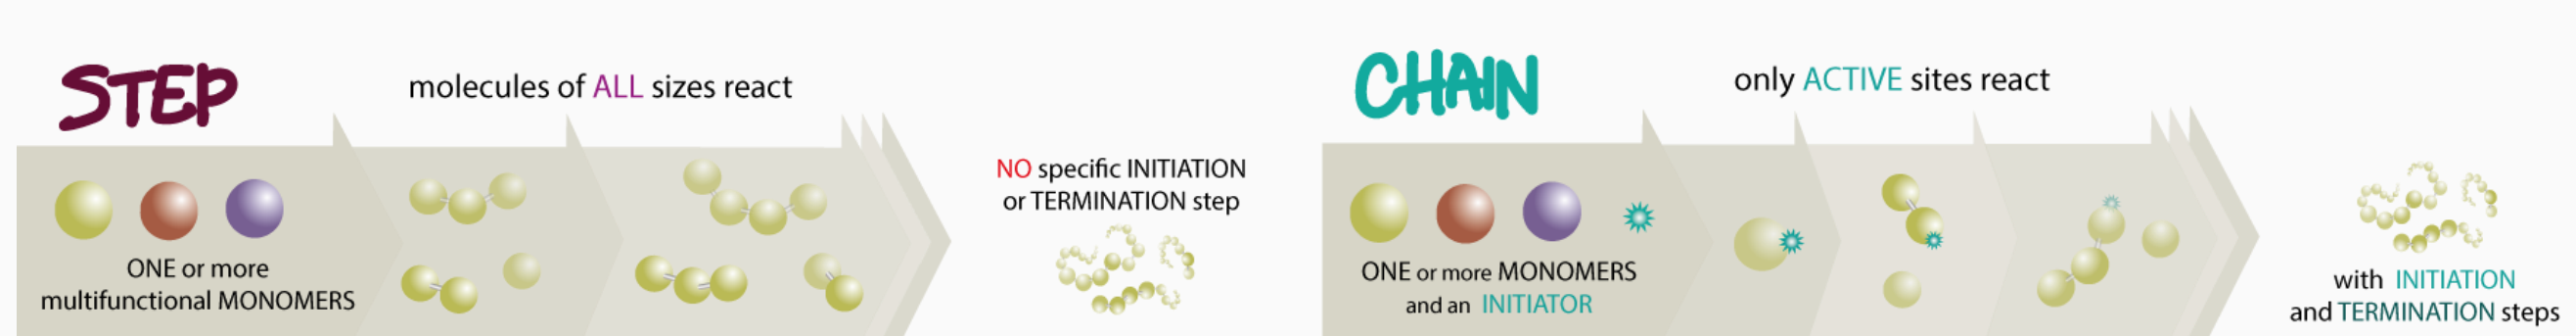 STEP
molecules of ALL sizes react
ONE or more
multifunctional MONOMERS
NO specific INITIATION
or TERMINATION step
CHAIN
only ACTIVE sites react
ONE or more MONOMERS
and an INITIATOR
with INITIATION
and TERMINATION steps